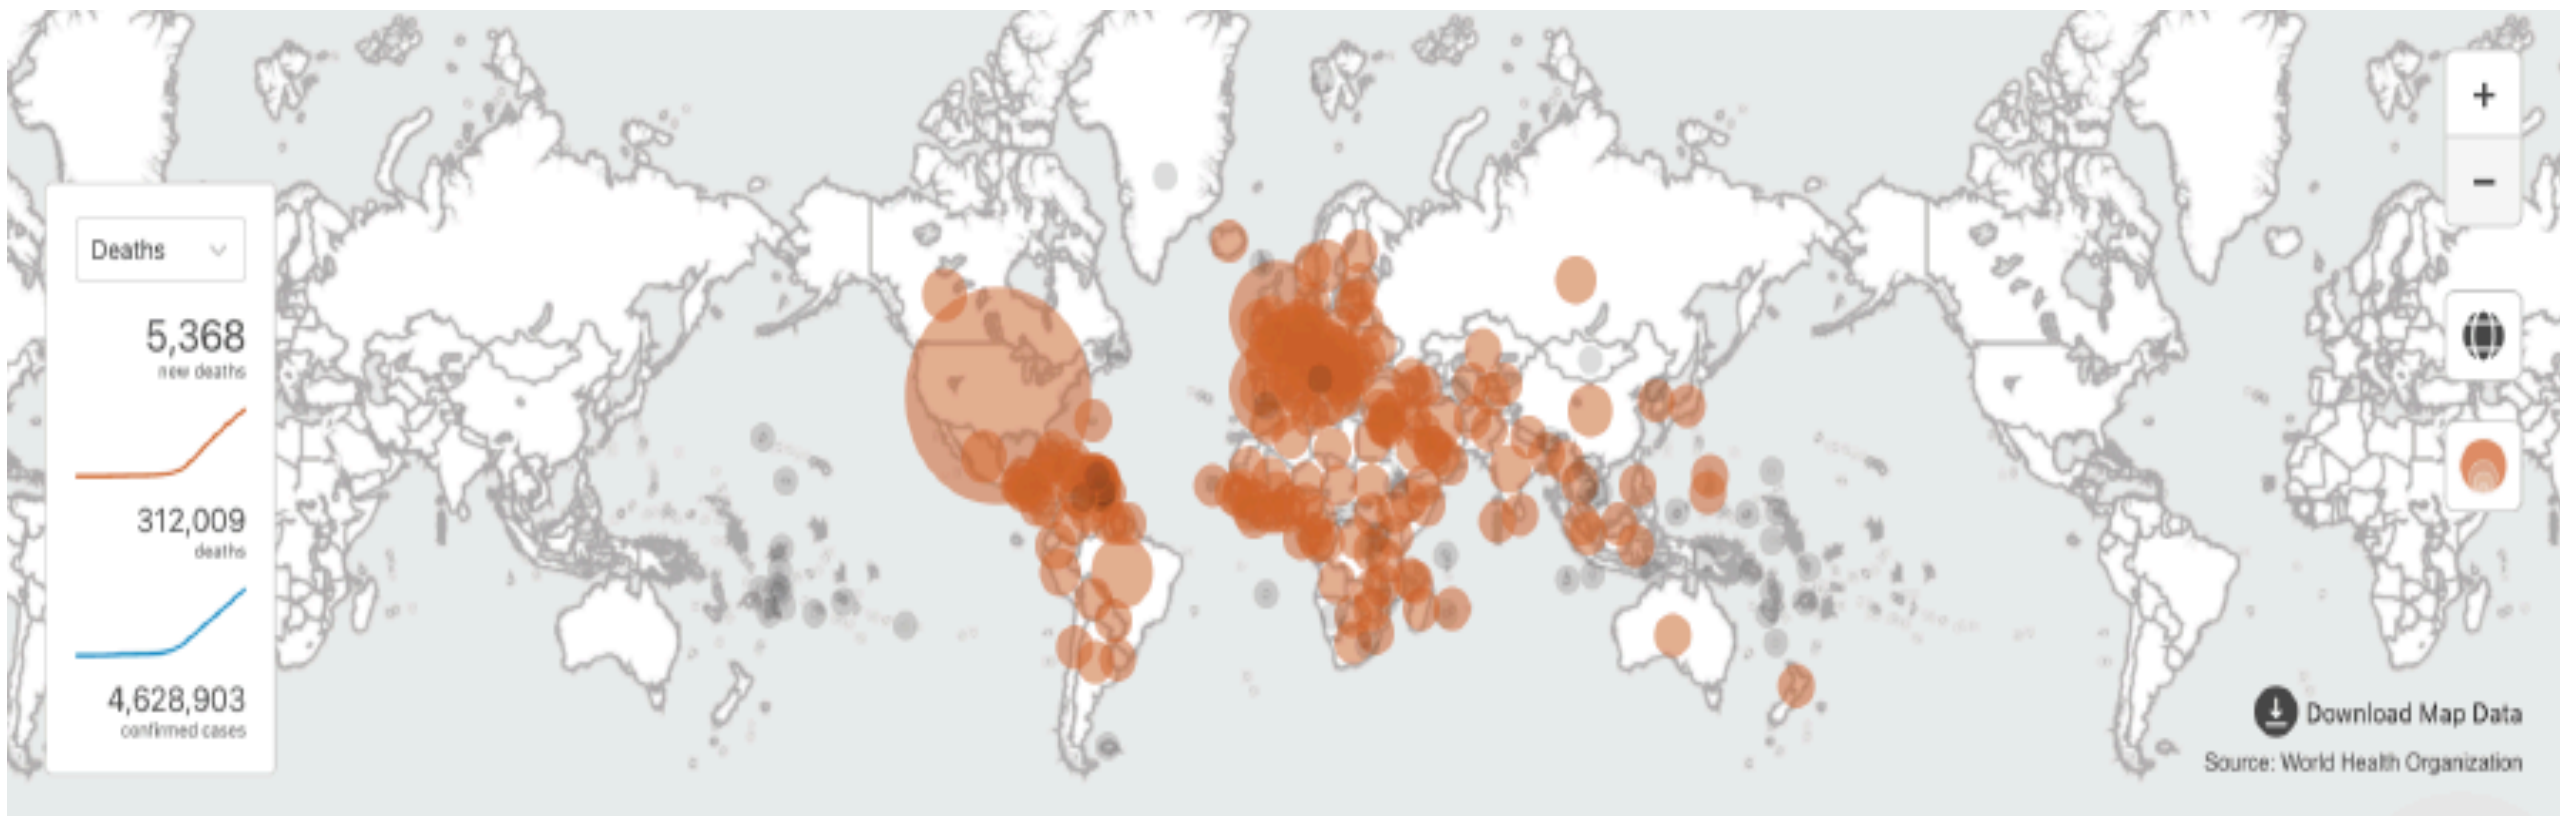 Deaths
5,368
new deaths
312,009
deaths
4,628,903
confirmed cases
+
−
Download Map Data
Source: World Health Organization